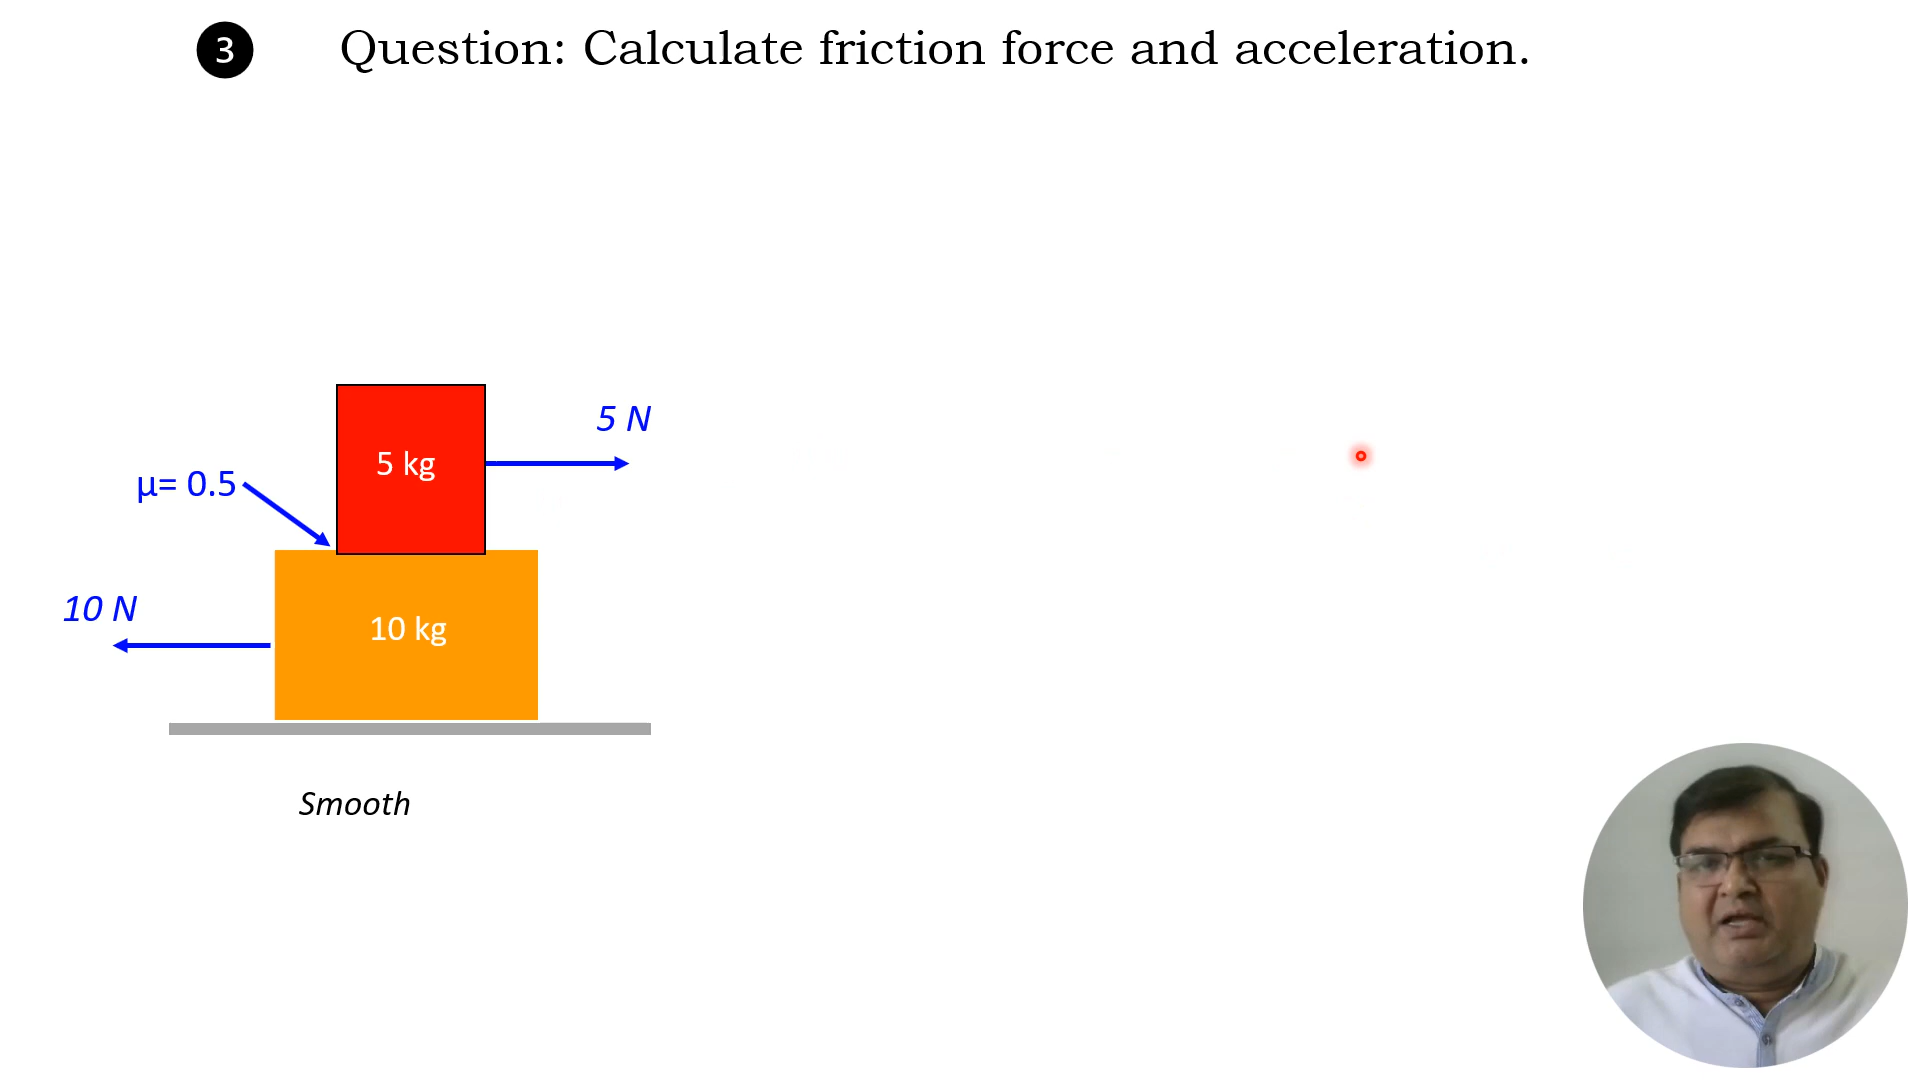 3 Question: Calculate friction force and acceleration.
5 N
5 kg
μ= 0.5
10 N
10 kg
Smooth